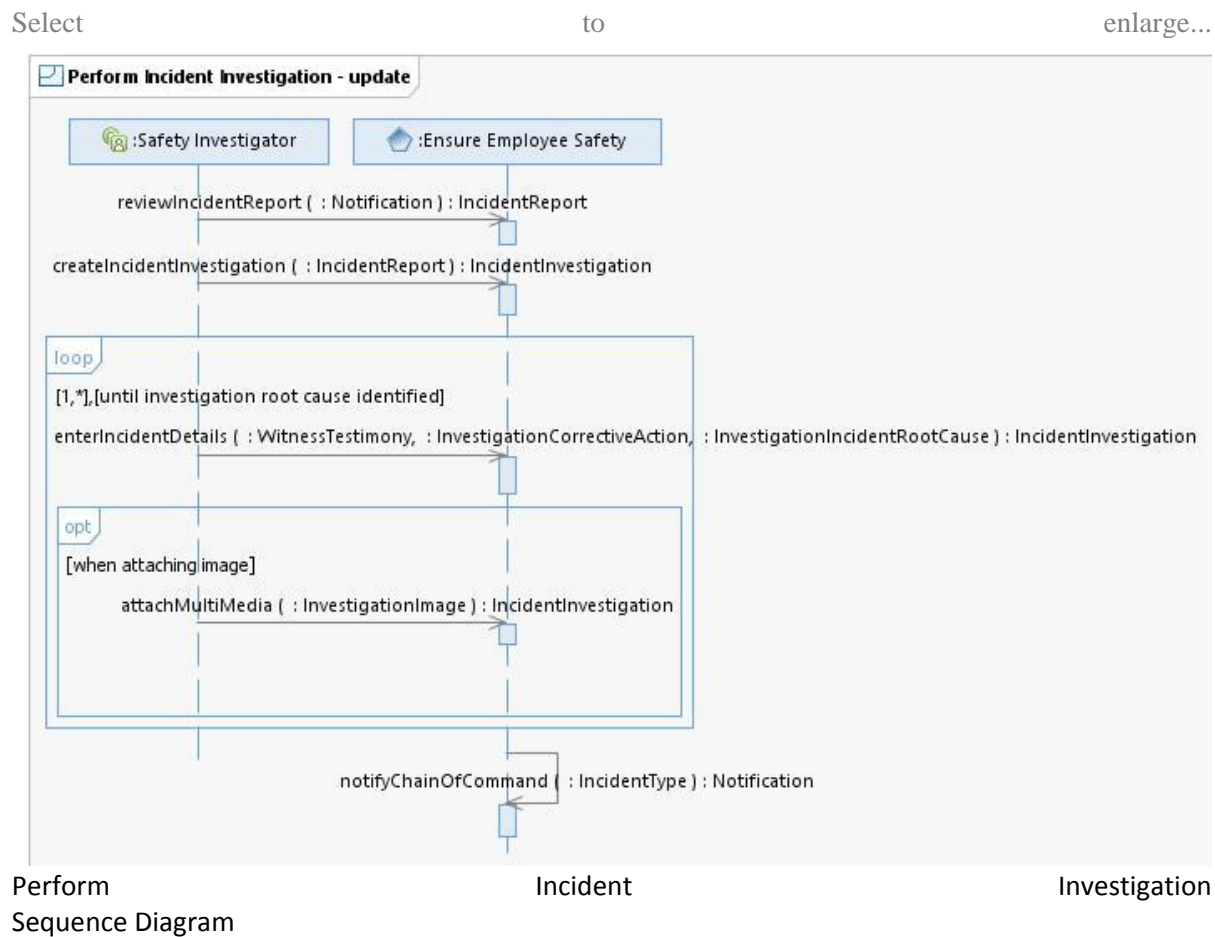 Select to enlarge...
Perform Incident Investigation - update
:Safety Investigator
:Ensure Employee Safety
reviewIncidentReport ( : Notification ) : IncidentReport
createIncidentInvestigation ( : IncidentReport ) : IncidentInvestigation
loop
[1,*],[until investigation root cause identified]
enterIncidentDetails ( : WitnessTestimony, : InvestigationCorrectiveAction, : InvestigationIncidentRootCause ) : IncidentInvestigation
opt
[when attaching image]
attachMultiMedia ( : InvestigationImage ) : IncidentInvestigation
notifyChainOfCommand ( : IncidentType ) : Notification
Perform Incident Investigation
Sequence Diagram